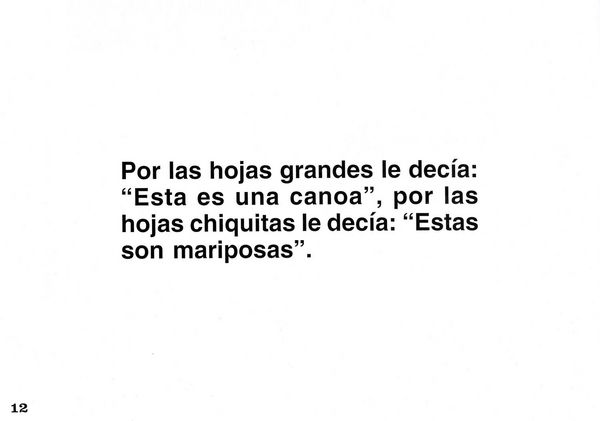 Por las hojas grandes le decía:
“Esta es una canoa”, por las
hojas chiquitas le decía: “Estas
son mariposas”.
12